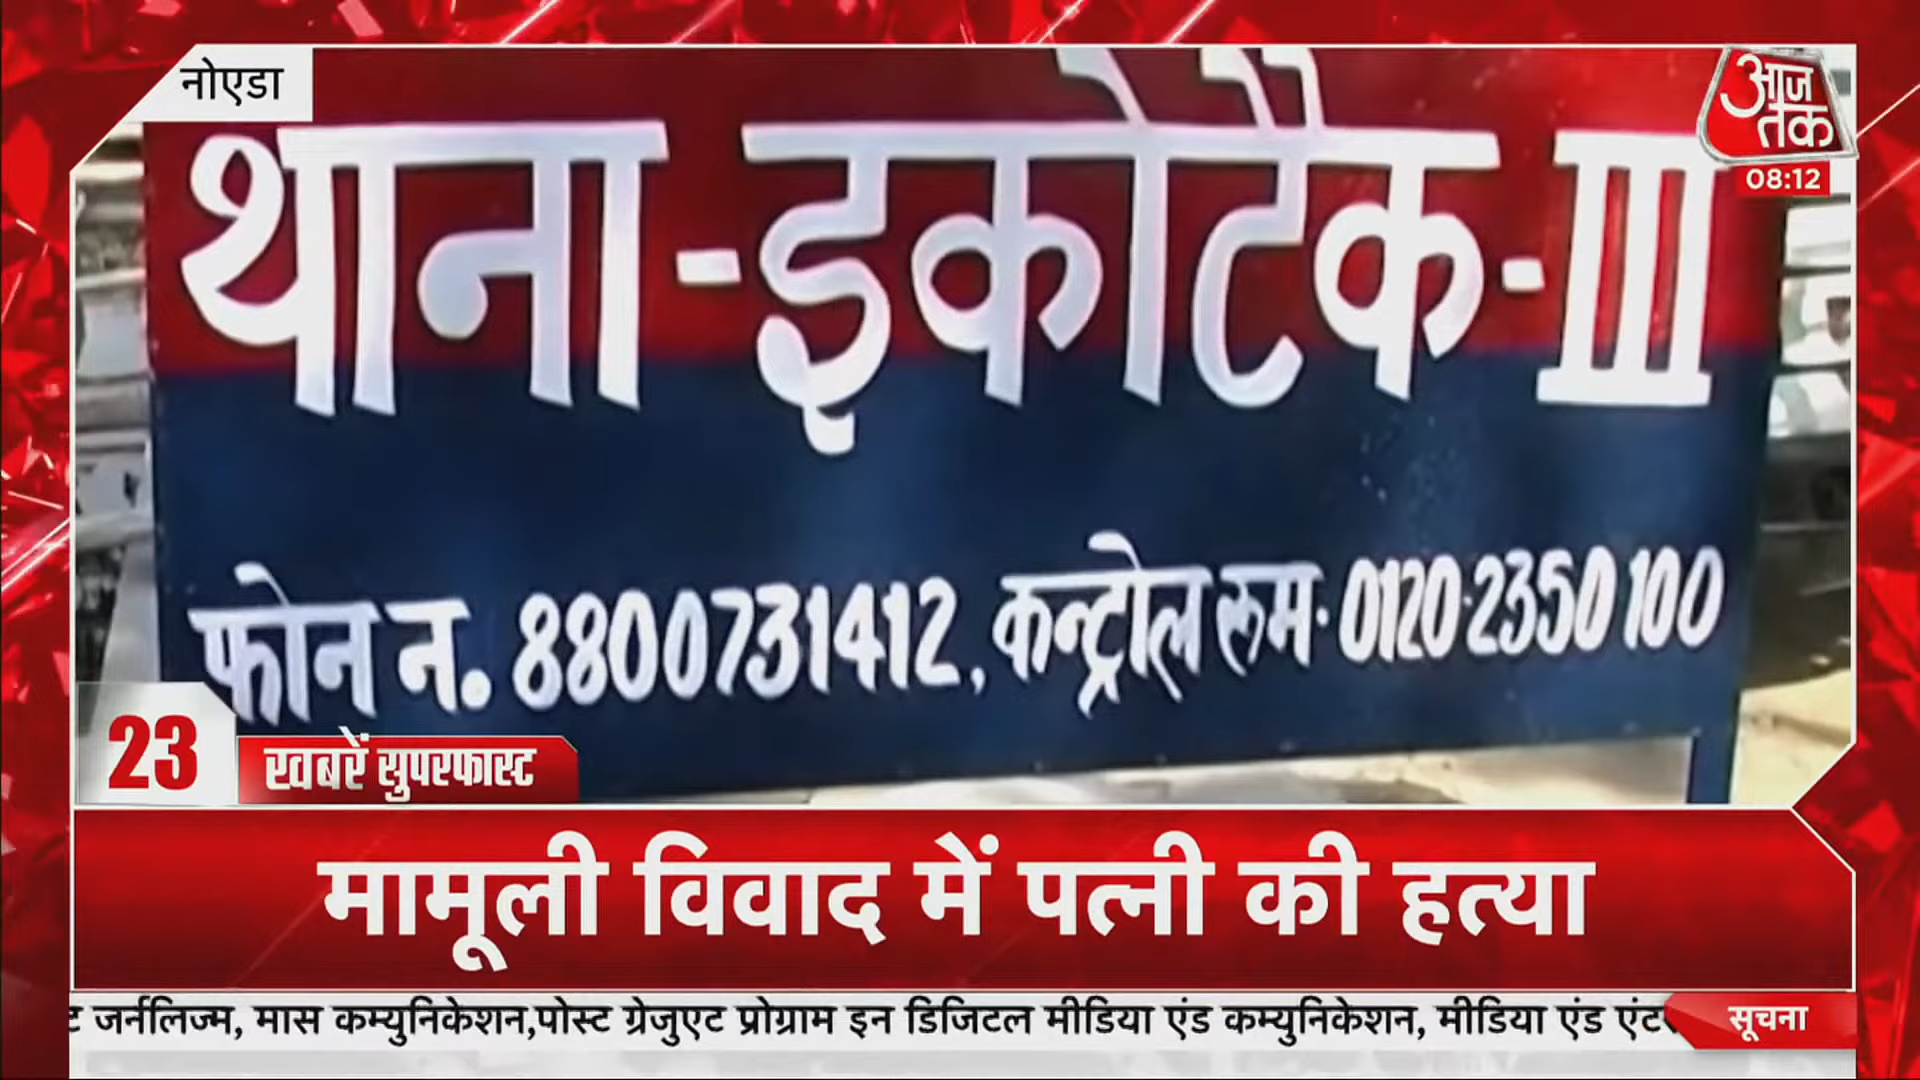 नोएडा
आज
तक
08:12
थाना-इकोटैक-III
फोन न. 8800731412, कन्ट्रोल रूम· 0120·2350100
23
खबरें सुपरफास्ट
मामूली विवाद में पत्नी की हत्या
जर्नलिज्म, मास कम्युनिकेशन,पोस्ट ग्रेजुएट प्रोग्राम इन डिजिटल मीडिया एंड कम्युनिकेशन, मीडिया एंड
सूचना